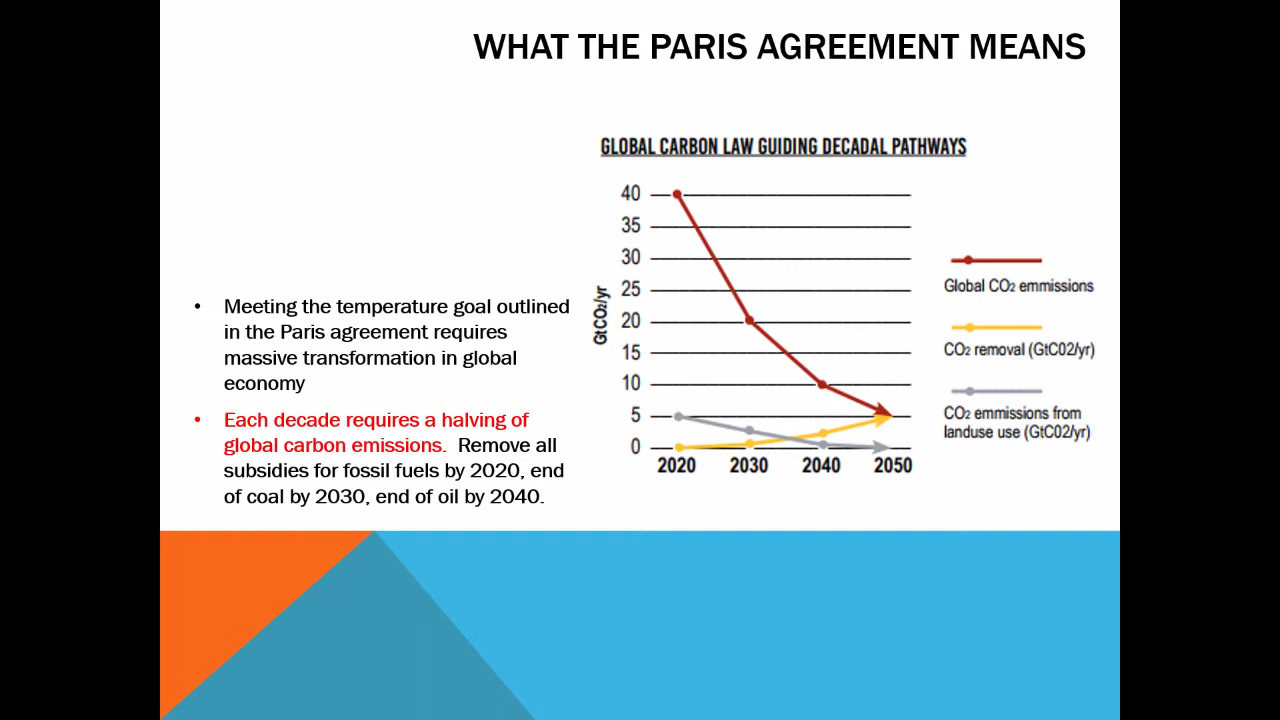 WHAT THE PARIS AGREEMENT MEANS
• Meeting the temperature goal outlined
in the Paris agreement requires
massive transformation in global
economy
• Each decade requires a halving of
global carbon emissions. Remove all
subsidies for fossil fuels by 2020, end
of coal by 2030, end of oil by 2040.
GLOBAL CARBON LAW GUIDING DECADAL PATHWAYS
GtCO2/yr
40
35
30
25
20
15
10
5
0
2020 2030 2040 2050
Global CO2 emmissions
CO2 removal (GtC02/yr)
CO2 emmissions from
landuse use (GtC02/yr)